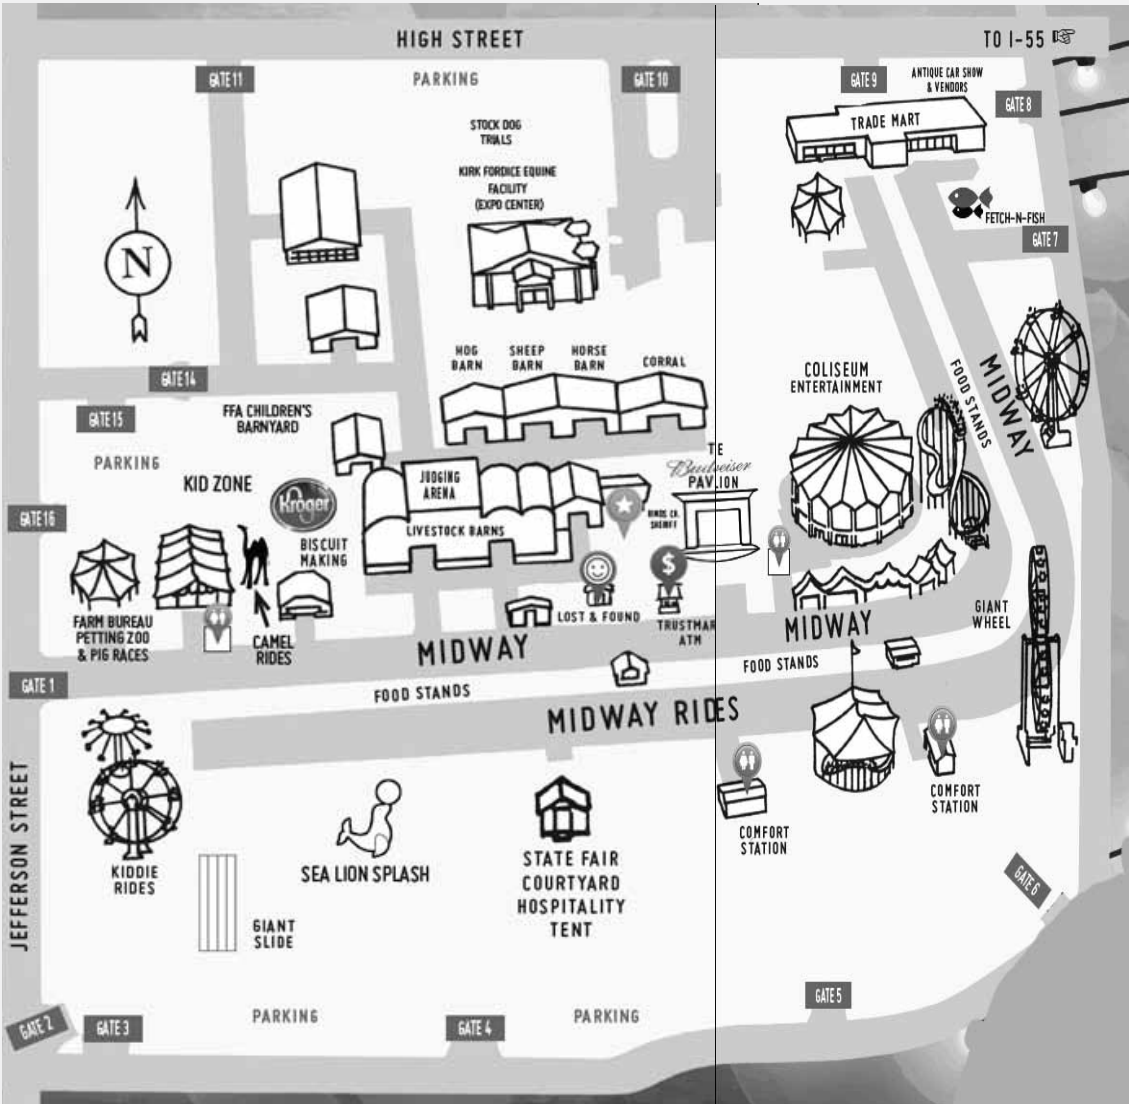 HIGH STREET
TO I-55
GATE 11
PARKING
GATE 10
GATE 9
ANTIQUE CAR SHOW
& VENDORS
GATE 8
TRADE MART
STOCK DOG
TRIALS
KIRK FORDICE EQUINE
FACILITY
(EXPO CENTER)
FETCH-N-FISH
GATE 7
N
HOG
BARN
SHEEP
BARN
HORSE
BARN
CORRAL
GATE 14
GATE 15
FFA CHILDREN'S
BARNYARD
PARKING
COLISEUM
ENTERTAINMENT
FOOD STANDS
MIDWAY
TE
Budweiser
PAVILION
KID ZONE
Kroger
BISCUIT
MAKING
JUDGING
ARENA
LIVESTOCK BARNS
HINDS CO.
SHERIFF
GATE 16
FARM BUREAU
PETTING ZOO
& PIG RACES
CAMEL
RIDES
LOST & FOUND
$
TRUSTMAR
ATM
MIDWAY
MIDWAY
GIANT
WHEEL
GATE 1
FOOD STANDS
FOOD STANDS
MIDWAY RIDES
JEFFERSON STREET
KIDDIE
RIDES
SEA LION SPLASH
STATE FAIR
COURTYARD
HOSPITALITY
TENT
COMFORT
STATION
COMFORT
STATION
GIANT
SLIDE
GATE 6
GATE 5
GATE 2
GATE 3
PARKING
GATE 4
PARKING